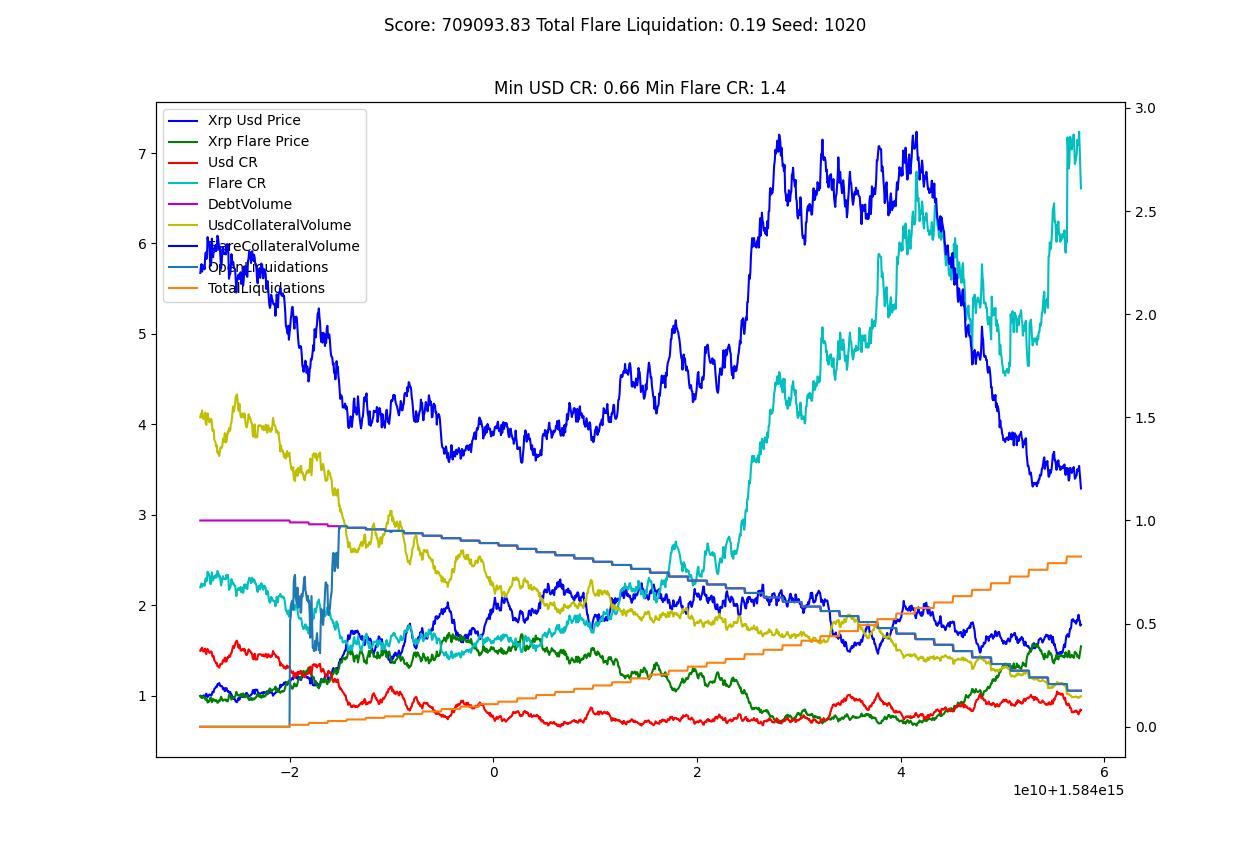 Score: 709093.83 Total Flare Liquidation: 0.19 Seed: 1020
Min USD CR: 0.66 Min Flare CR: 1.4
Xrp Usd Price
Xrp Flare Price
Usd CR
Flare CR
DebtVolume
UsdCollateralVolume
FlareCollateralVolume
OpenLiquidations
TotalLiquidations
7
6
5
4
3
2
1
3.0
2.5
2.0
1.5
1.0
0.5
0.0
−2
0
2
4
6
1e10+1.584e15